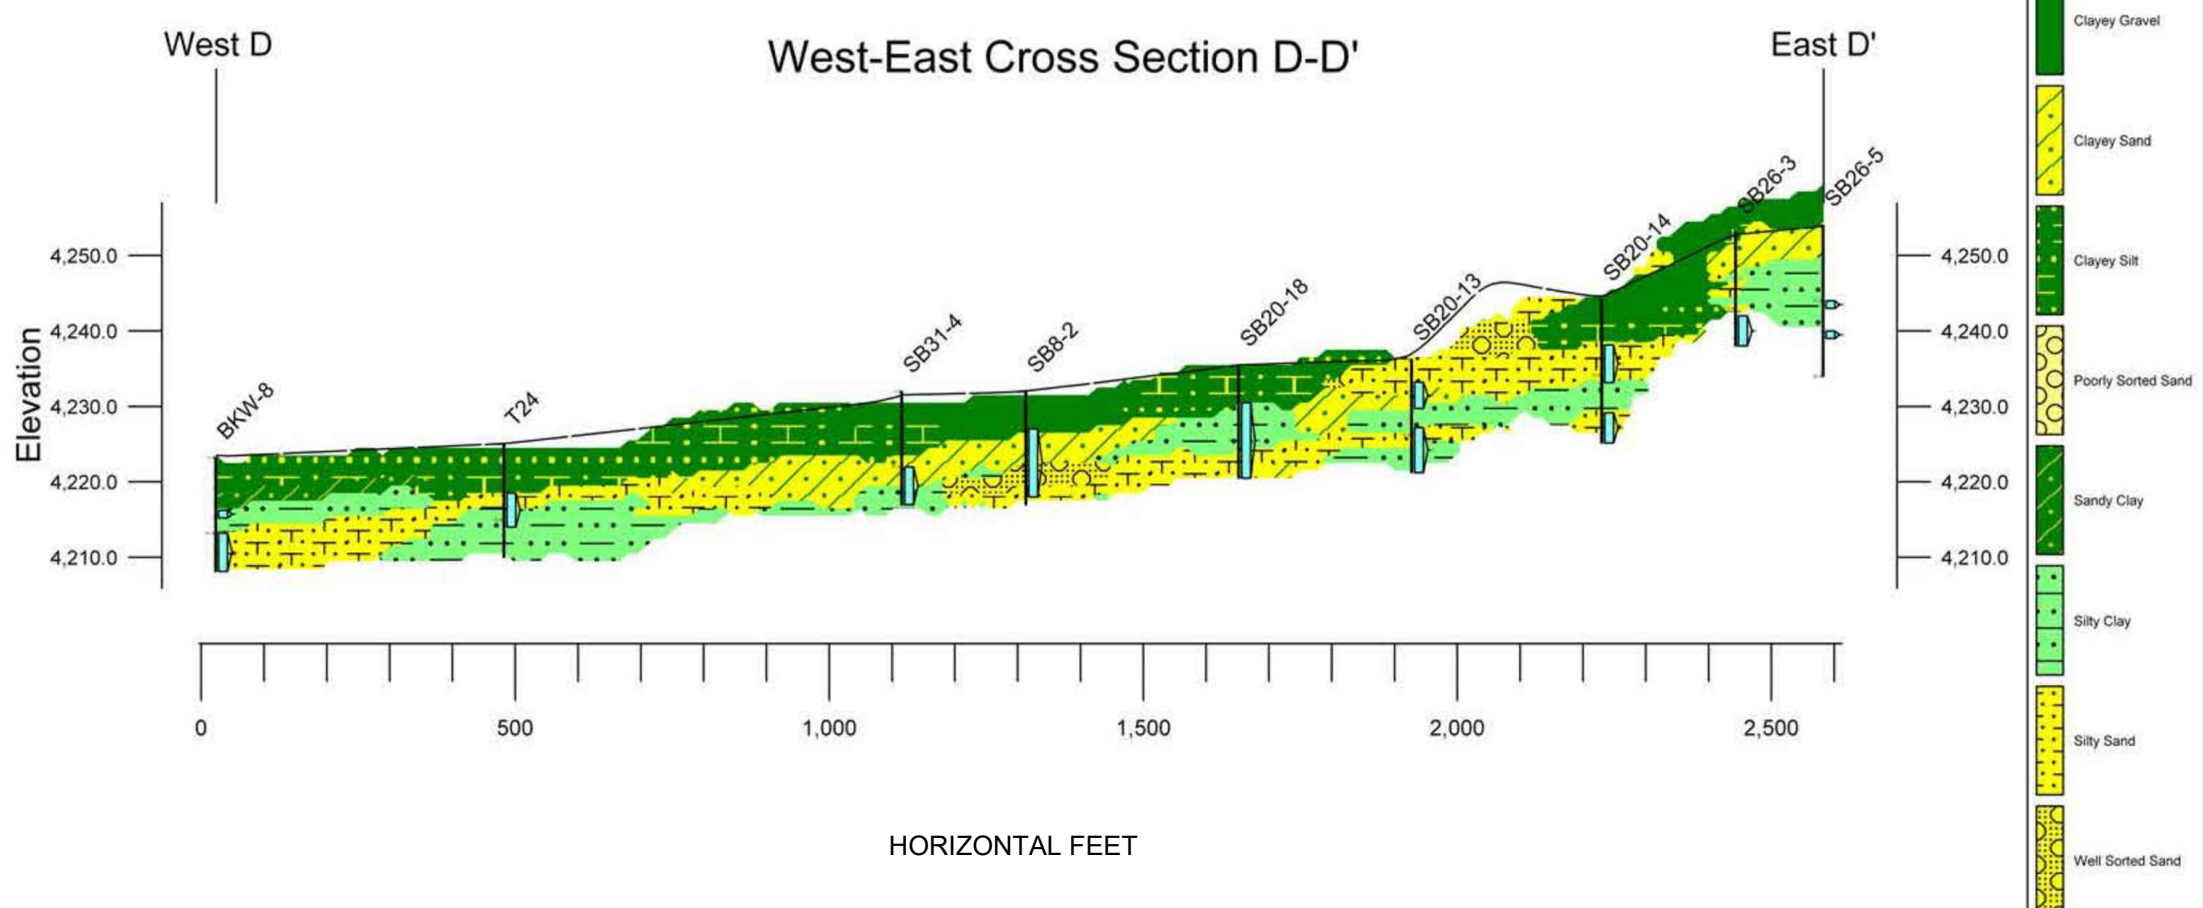 West D
West-East Cross Section D-D'
East D'
Elevation
4,250.0
4,240.0
4,230.0
4,220.0
4,210.0
BKW-8
T24
SB31-4
SB8-2
SB20-18
SB20-13
SB20-14
SB26-3
SB26-5
4,250.0
4,240.0
4,230.0
4,220.0
4,210.0
0
500
1,000
1,500
2,000
2,500
HORIZONTAL FEET
Clayey Gravel
Clayey Sand
Clayey Silt
Poorly Sorted Sand
Sandy Clay
Silty Clay
Silty Sand
Well Sorted Sand